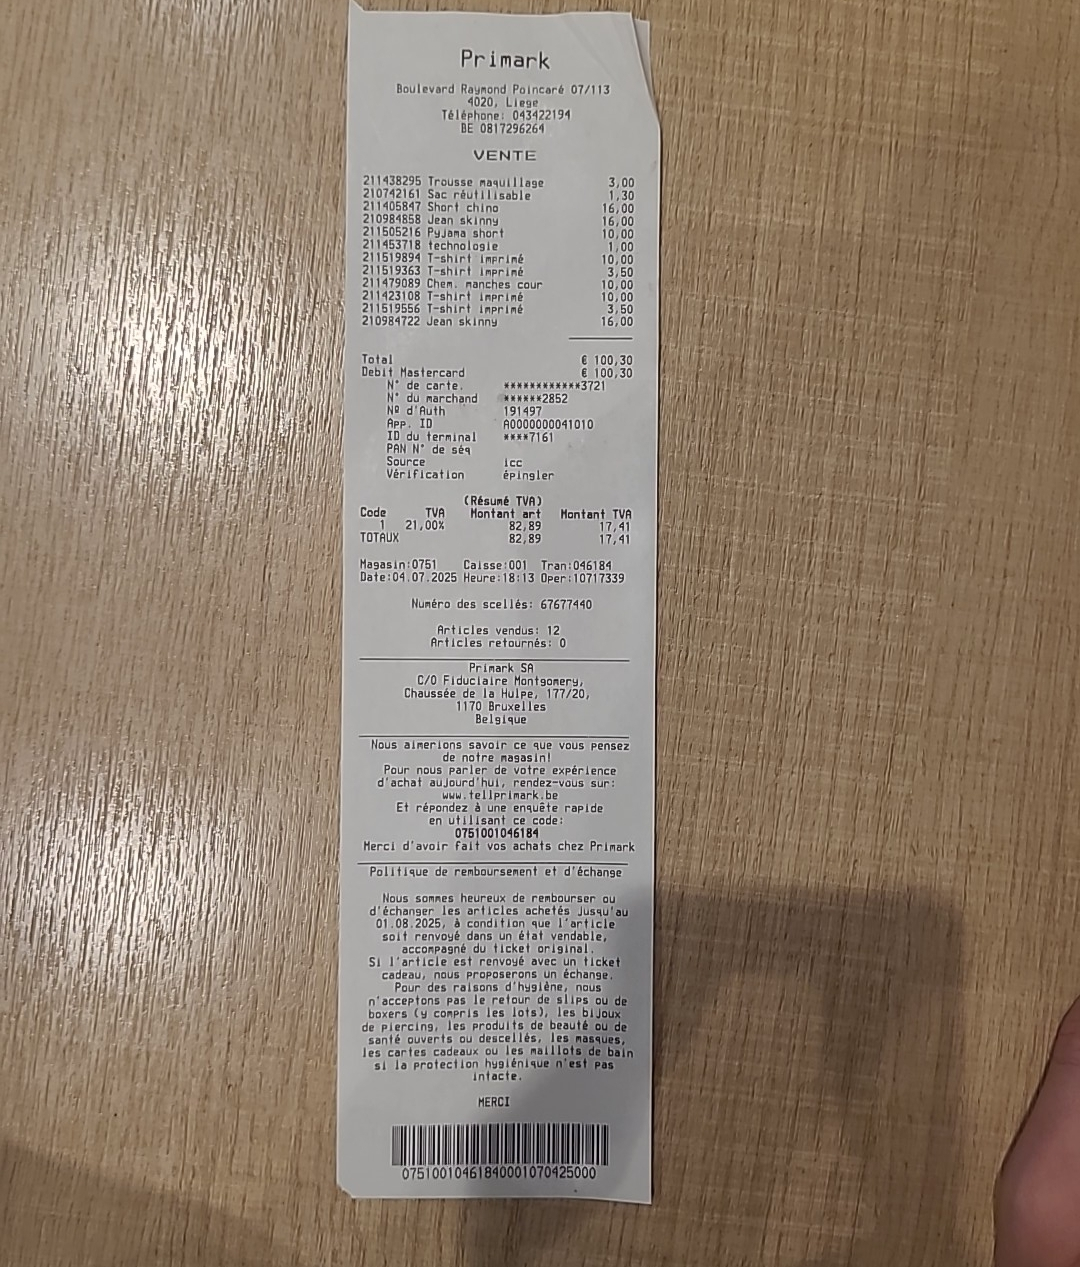 Primark
Boulevard Raymond Poincaré 07/113
4020, Liege
Téléphone: 043422194
BE 0817296264
VENTE
211438295 Trousse maquillage 3,00
210742161 Sac réutilisable 1,30
211405847 Short chino 16,00
210984858 Jean skinny 16,00
211505216 Pyjama short 10,00
211453718 technologie 1,00
211519894 T-shirt imprimé 10,00
211519363 T-shirt imprimé 3,50
211479089 Chem. manches cour 10,00
211423108 T-shirt imprimé 10,00
211519556 T-shirt imprimé 3,50
210984722 Jean skinny 16,00
Total € 100,30
Debit Mastercard € 100,30
N° de carte. ************3721
N° du marchand ******2852
Nº d'Auth 191497
App. ID A0000000041010
ID du terminal ****7161
PAN N° de séq
Source icc
Vérification épingler
(Résumé TVA)
Code TVA Montant art Montant TVA
1 21,00% 82,89 17,41
TOTAUX 82,89 17,41
Magasin:0751 Caisse:001 Tran:046184
Date:04.07.2025 Heure:18:13 Oper:10717339
Numéro des scellés: 67677440
Articles vendus: 12
Articles retournés: 0
Primark SA
C/O Fiduciaire Montgomery,
Chaussée de la Hulpe, 177/20,
1170 Bruxelles
Belgique
Nous aimerions savoir ce que vous pensez
de notre magasin!
Pour nous parler de votre expérience
d'achat aujourd'hui, rendez-vous sur:
www.tellprimark.be
Et répondez à une enquête rapide
en utilisant ce code:
0751001046184
Merci d'avoir fait vos achats chez Primark
Politique de remboursement et d'échange
Nous sommes heureux de rembourser ou
d'échanger les articles achetés jusqu'au
01.08.2025, à condition que l'article
soit renvoyé dans un état vendable,
accompagné du ticket original.
Si l'article est renvoyé avec un ticket
cadeau, nous proposerons un échange.
Pour des raisons d'hygiène, nous
n'acceptons pas le retour de slips ou de
boxers (y compris les lots), les bijoux
de piercing, les produits de beauté ou de
santé ouverts ou descellés, les masques,
les cartes cadeaux ou les maillots de bain
si la protection hygiénique n'est pas
intacte.
MERCI
07510010461840001070425000